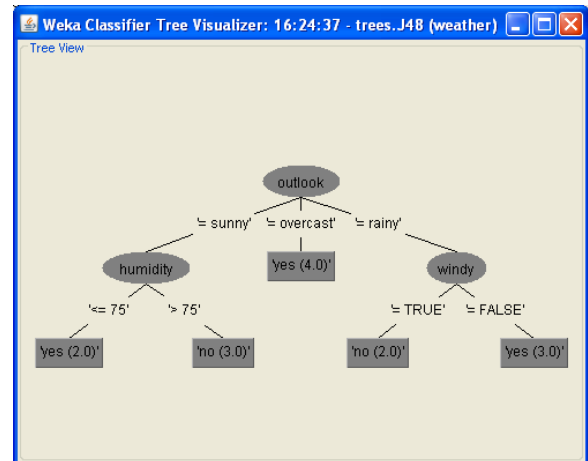 Weka Classifier Tree Visualizer: 16:24:37 - trees.J48 (weather)
Tree View
outlook
'= sunny' '= overcast' '= rainy'
humidity 'yes (4.0)' windy
'<= 75' '> 75' '= TRUE' '= FALSE'
'yes (2.0)' 'no (3.0)' 'no (2.0)' 'yes (3.0)'